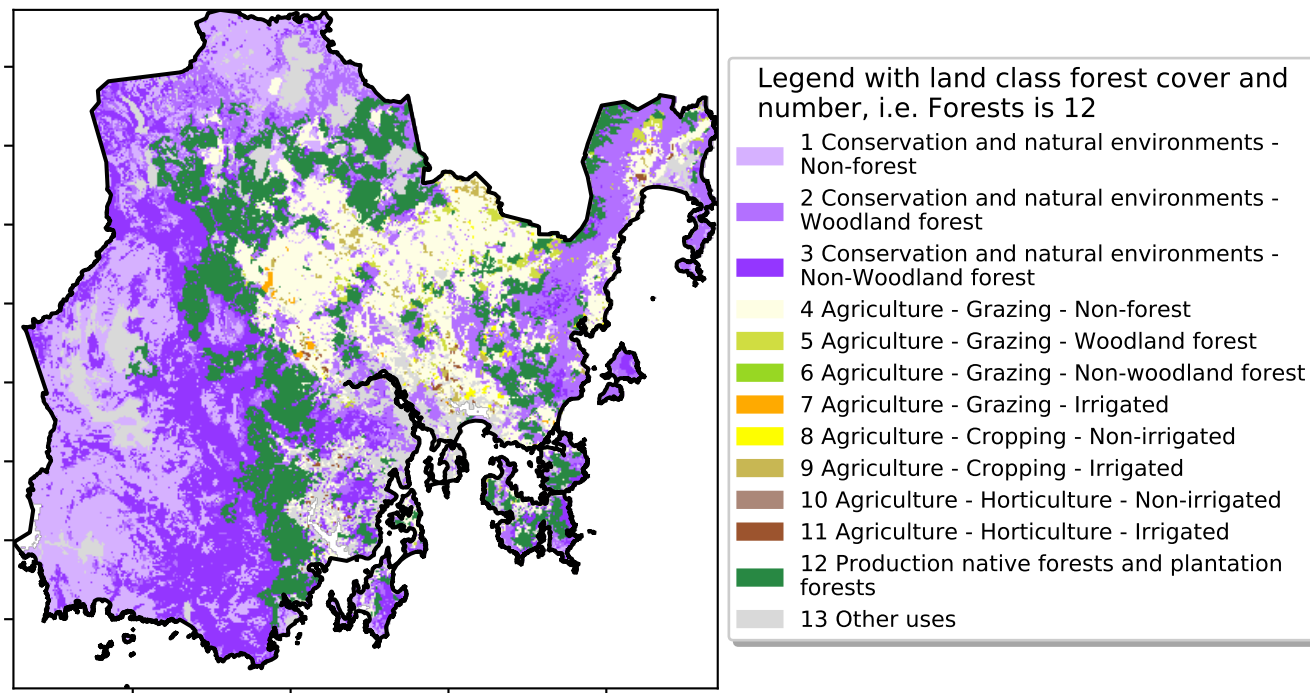 Legend with land class forest cover and
number, i.e. Forests is 12
1 Conservation and natural environments -
Non-forest
2 Conservation and natural environments -
Woodland forest
3 Conservation and natural environments -
Non-Woodland forest
4 Agriculture - Grazing - Non-forest
5 Agriculture - Grazing - Woodland forest
6 Agriculture - Grazing - Non-woodland forest
7 Agriculture - Grazing - Irrigated
8 Agriculture - Cropping - Non-irrigated
9 Agriculture - Cropping - Irrigated
10 Agriculture - Horticulture - Non-irrigated
11 Agriculture - Horticulture - Irrigated
12 Production native forests and plantation
forests
13 Other uses